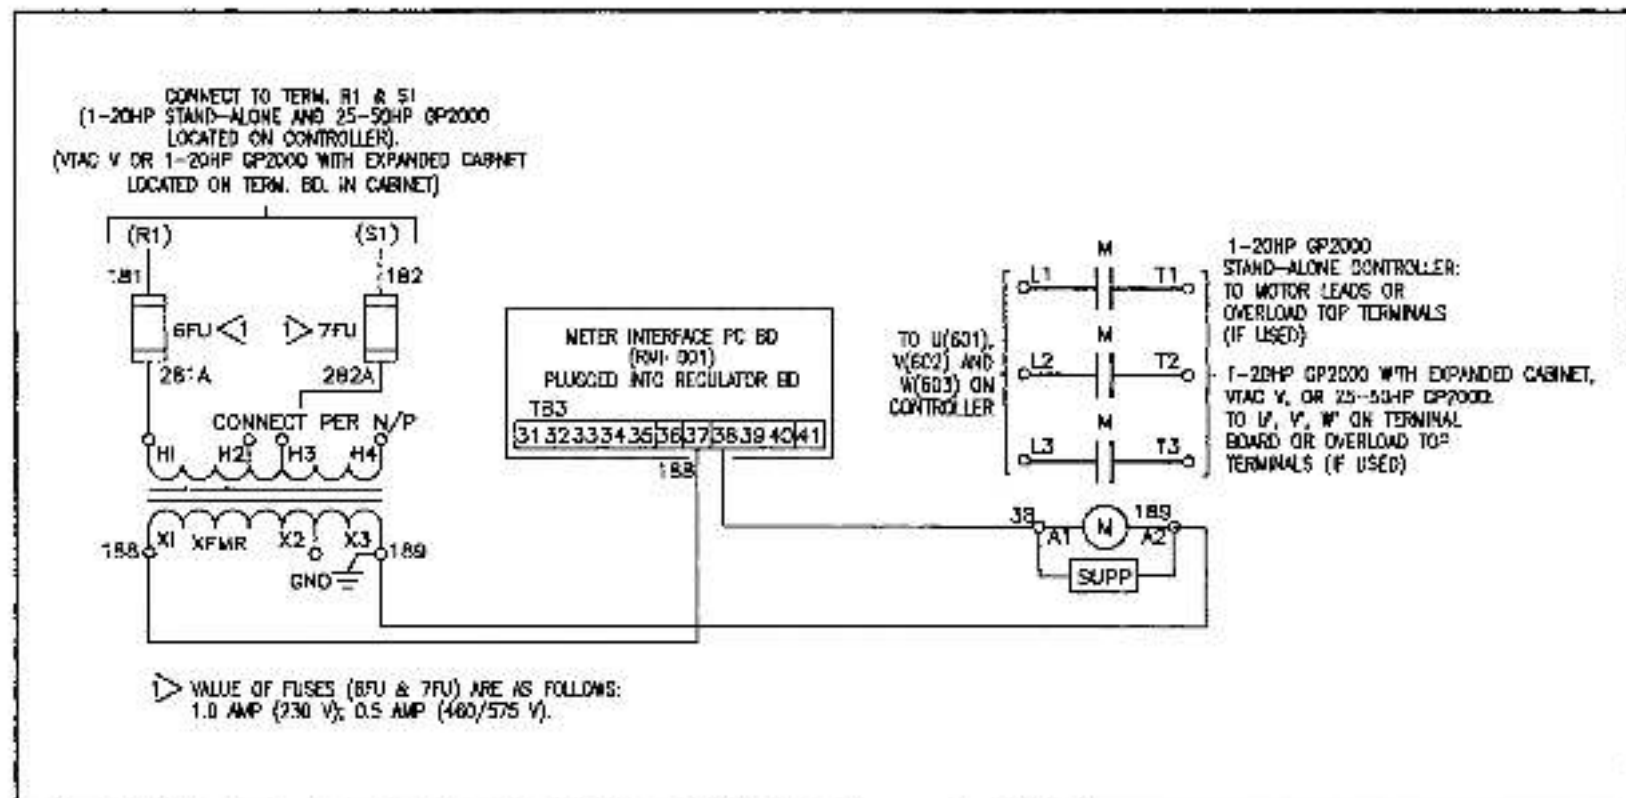 CONNECT TO TERM. R1 & S1
(1-20HP STAND-ALONE AND 25-50HP GP2000
LOCATED ON CONTROLLER).
(VTAC V OR 1-20HP GP2000 WITH EXPANDED CABINET
LOCATED ON TERM. BD. IN CABINET)
(R1)
(S1)
181
182
6FU
1
1
7FU
281A
282A
CONNECT PER N/P
H1
H2
H3
H4
X1
XFMR
X2
X3
188
189
GND
METER INTERFACE PC BD
PLUGGED INTO REGULATOR BD
TB3
31 32 33 34 35 36 37 38 39 40 41
188
TO U(601),
V(602) AND
W(603) ON
CONTROLLER
M
L1
T1
M
L2
T2
M
L3
T3
1-20HP GP2000
STAND-ALONE CONTROLLER:
TO MOTOR LEADS OR
OVERLOAD TOP TERMINALS
(IF USED)
1-20HP GP2000 WITH EXPANDED CABINET,
VTAC V, OR 25-50HP GP2000:
TO U', V', W' ON TERMINAL
BOARD OR OVERLOAD TOP
TERMINALS (IF USED)
38
A1
M
189
A2
SUPP
1 VALUE OF FUSES (6FU & 7FU) ARE AS FOLLOWS:
1.0 AMP (230 V); 0.5 AMP (460/575 V).